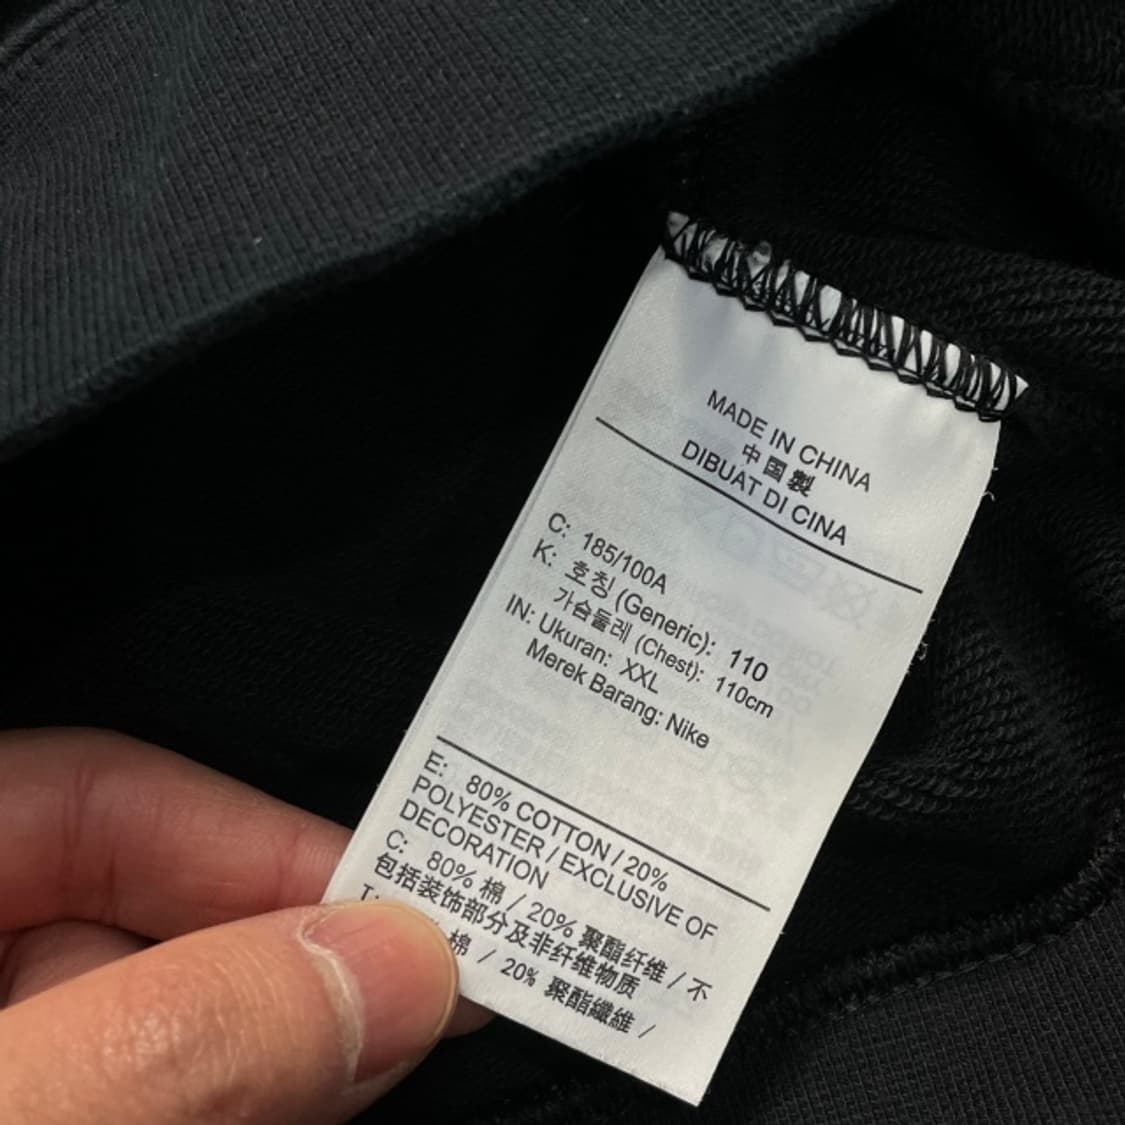 MADE IN CHINA
中国製
DIBUAT DI CINA
C: 185/100A
K: 호칭 (Generic): 110
가슴둘레 (Chest): 110cm
IN: Ukuran: XXL
Merek Barang: Nike
E: 80% COTTON / 20%
POLYESTER / EXCLUSIVE OF
DECORATION
C: 80% 棉 / 20% 聚酯纤维 / 不
包括装饰部分及非纤维物质
T: % 棉 / 20% 聚酯纖維 /